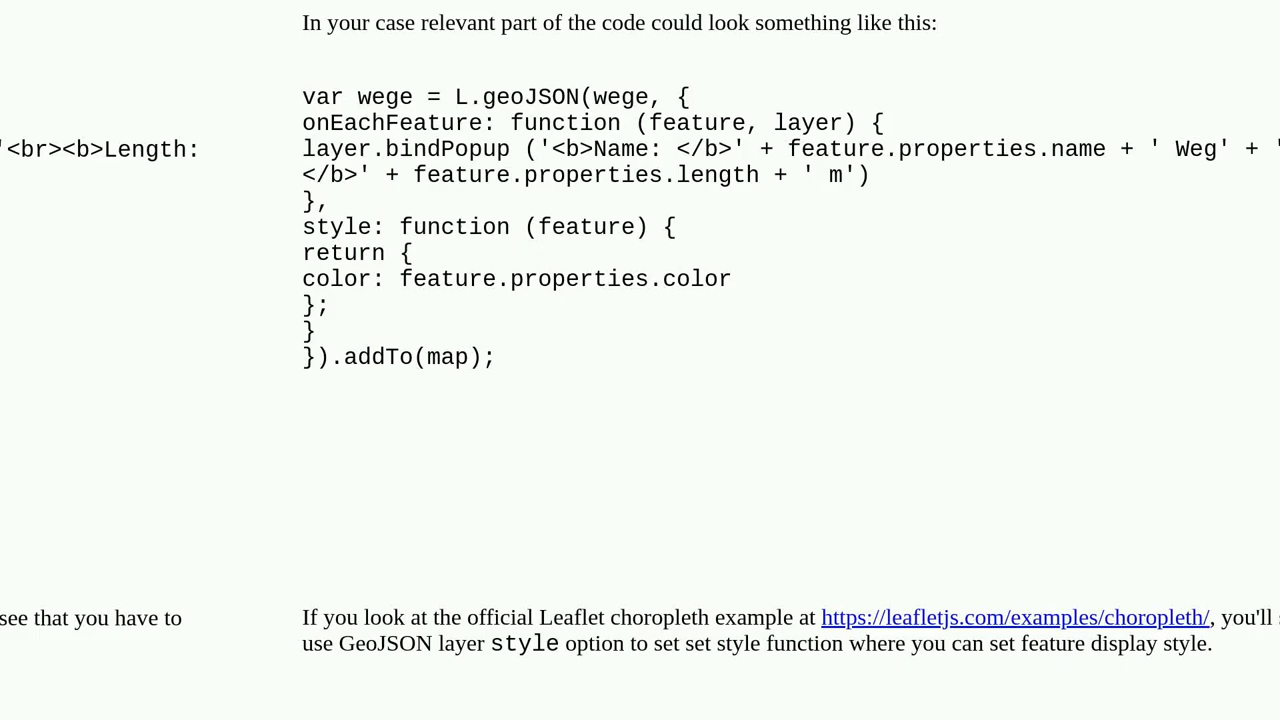 In your case relevant part of the code could look something like this:
var wege = L.geoJSON(wege, {
onEachFeature: function (feature, layer) {
layer.bindPopup ('<b>Name: </b>' + feature.properties.name + ' Weg' + '
'<br><b>Length:
</b>' + feature.properties.length + ' m')
},
style: function (feature) {
return {
color: feature.properties.color
};
}
}).addTo(map);
If you look at the official Leaflet choropleth example at https://leafletjs.com/examples/choropleth/, you'll
see that you have to
use GeoJSON layer style option to set set style function where you can set feature display style.